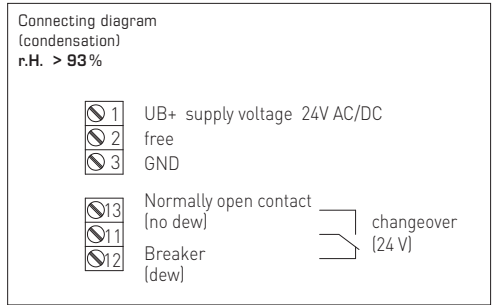 Connecting diagram
(condensation)
r.H. > 93%
1 UB+ supply voltage 24V AC/DC
2 free
3 GND
13 Normally open contact
(no dew)
11
12 Breaker
(dew)
changeover
(24 V)